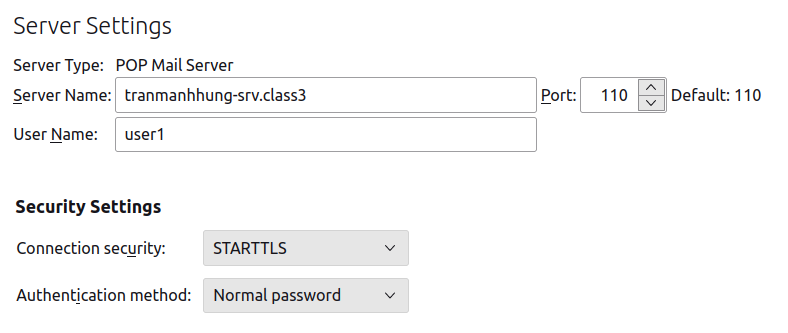 Server Settings
Server Type: POP Mail Server
Server Name: tranmanhhung-srv.class3 Port: 110 Default: 110
User Name: user1
Security Settings
Connection security: STARTTLS
Authentication method: Normal password